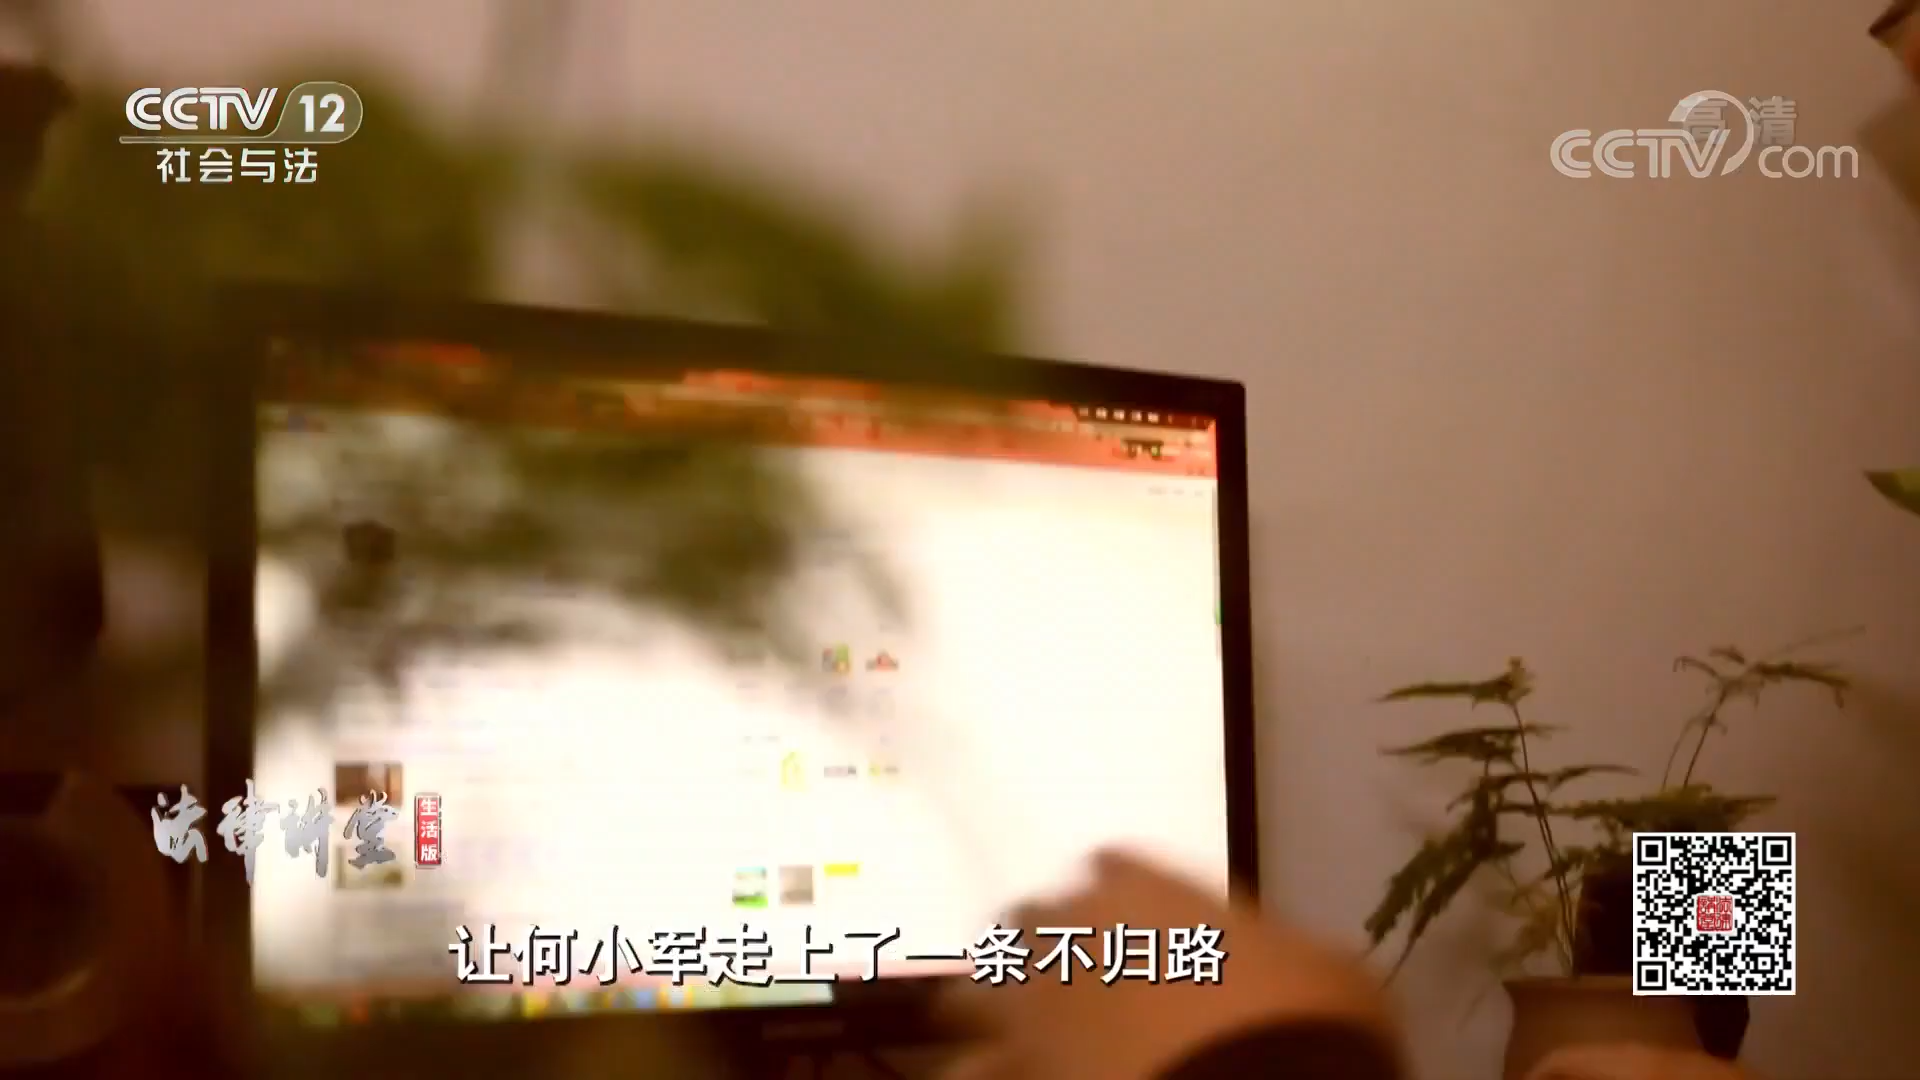 CCTV 12
社会与法
高清
CCTV.com
法律讲堂
生活版
让何小军走上了一条不归路